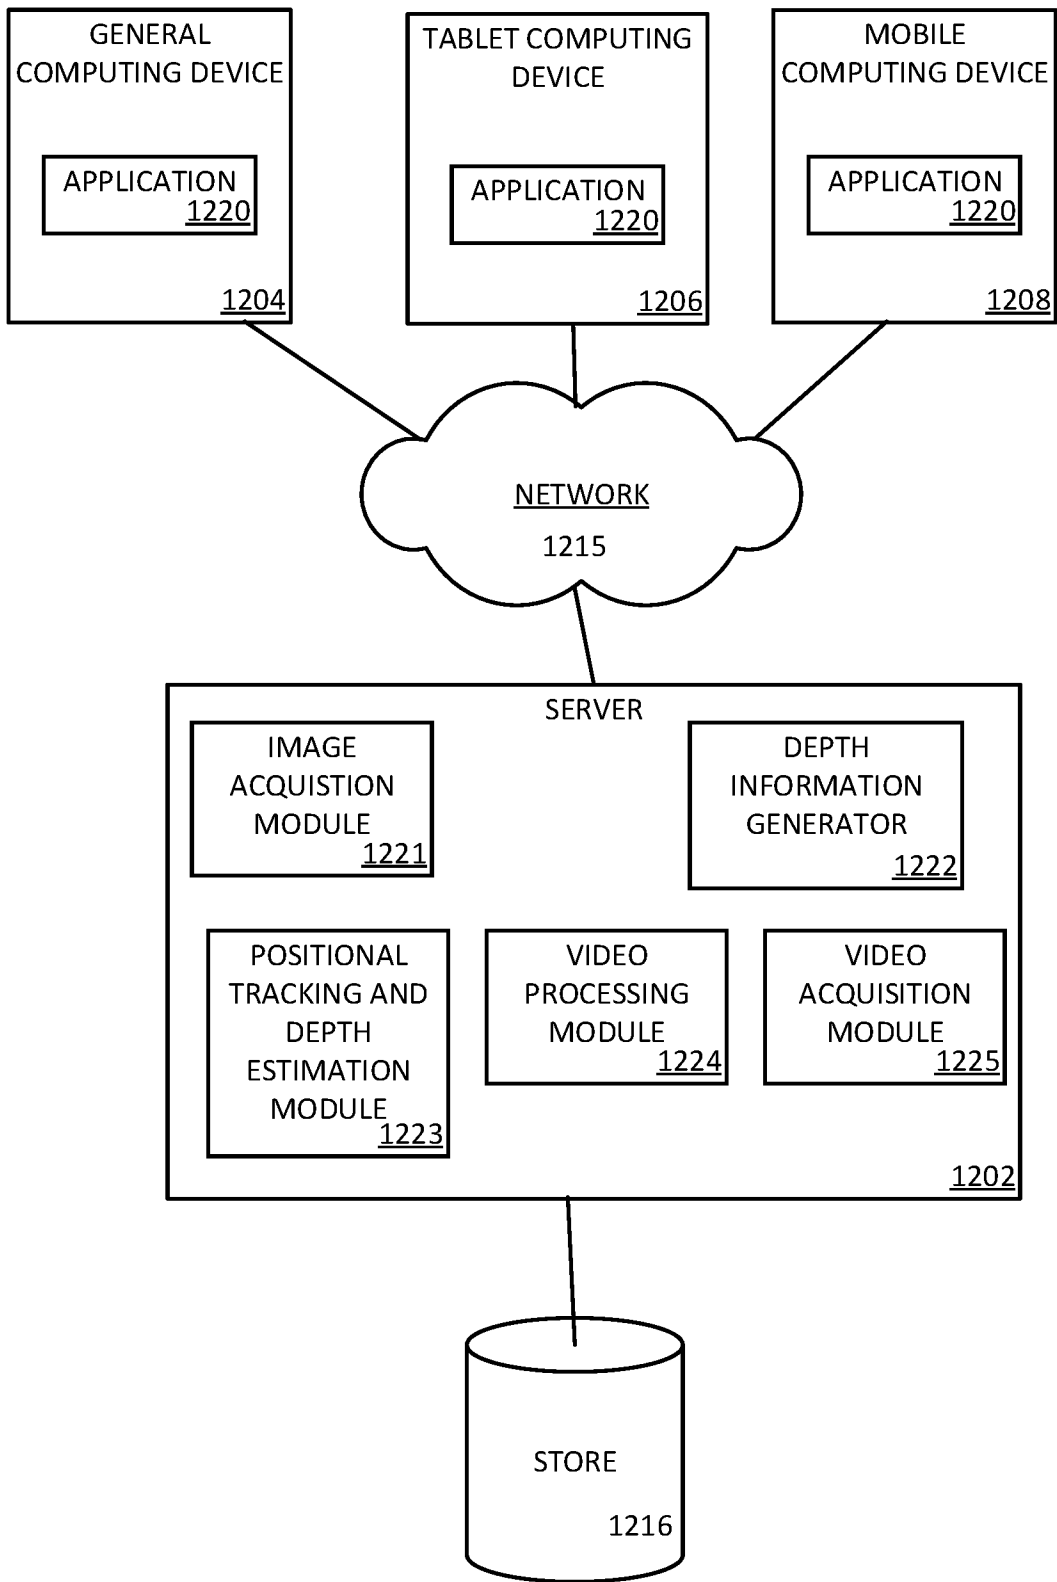 GENERAL
COMPUTING DEVICE
APPLICATION
1220
1204
TABLET COMPUTING
DEVICE
APPLICATION
1220
1206
MOBILE
COMPUTING DEVICE
APPLICATION
1220
1208
NETWORK
1215
SERVER
IMAGE
ACQUISTION
MODULE
1221
DEPTH
INFORMATION
GENERATOR
1222
POSITIONAL
TRACKING AND
DEPTH
ESTIMATION
MODULE
1223
VIDEO
PROCESSING
MODULE
1224
VIDEO
ACQUISITION
MODULE
1225
1202
STORE
1216